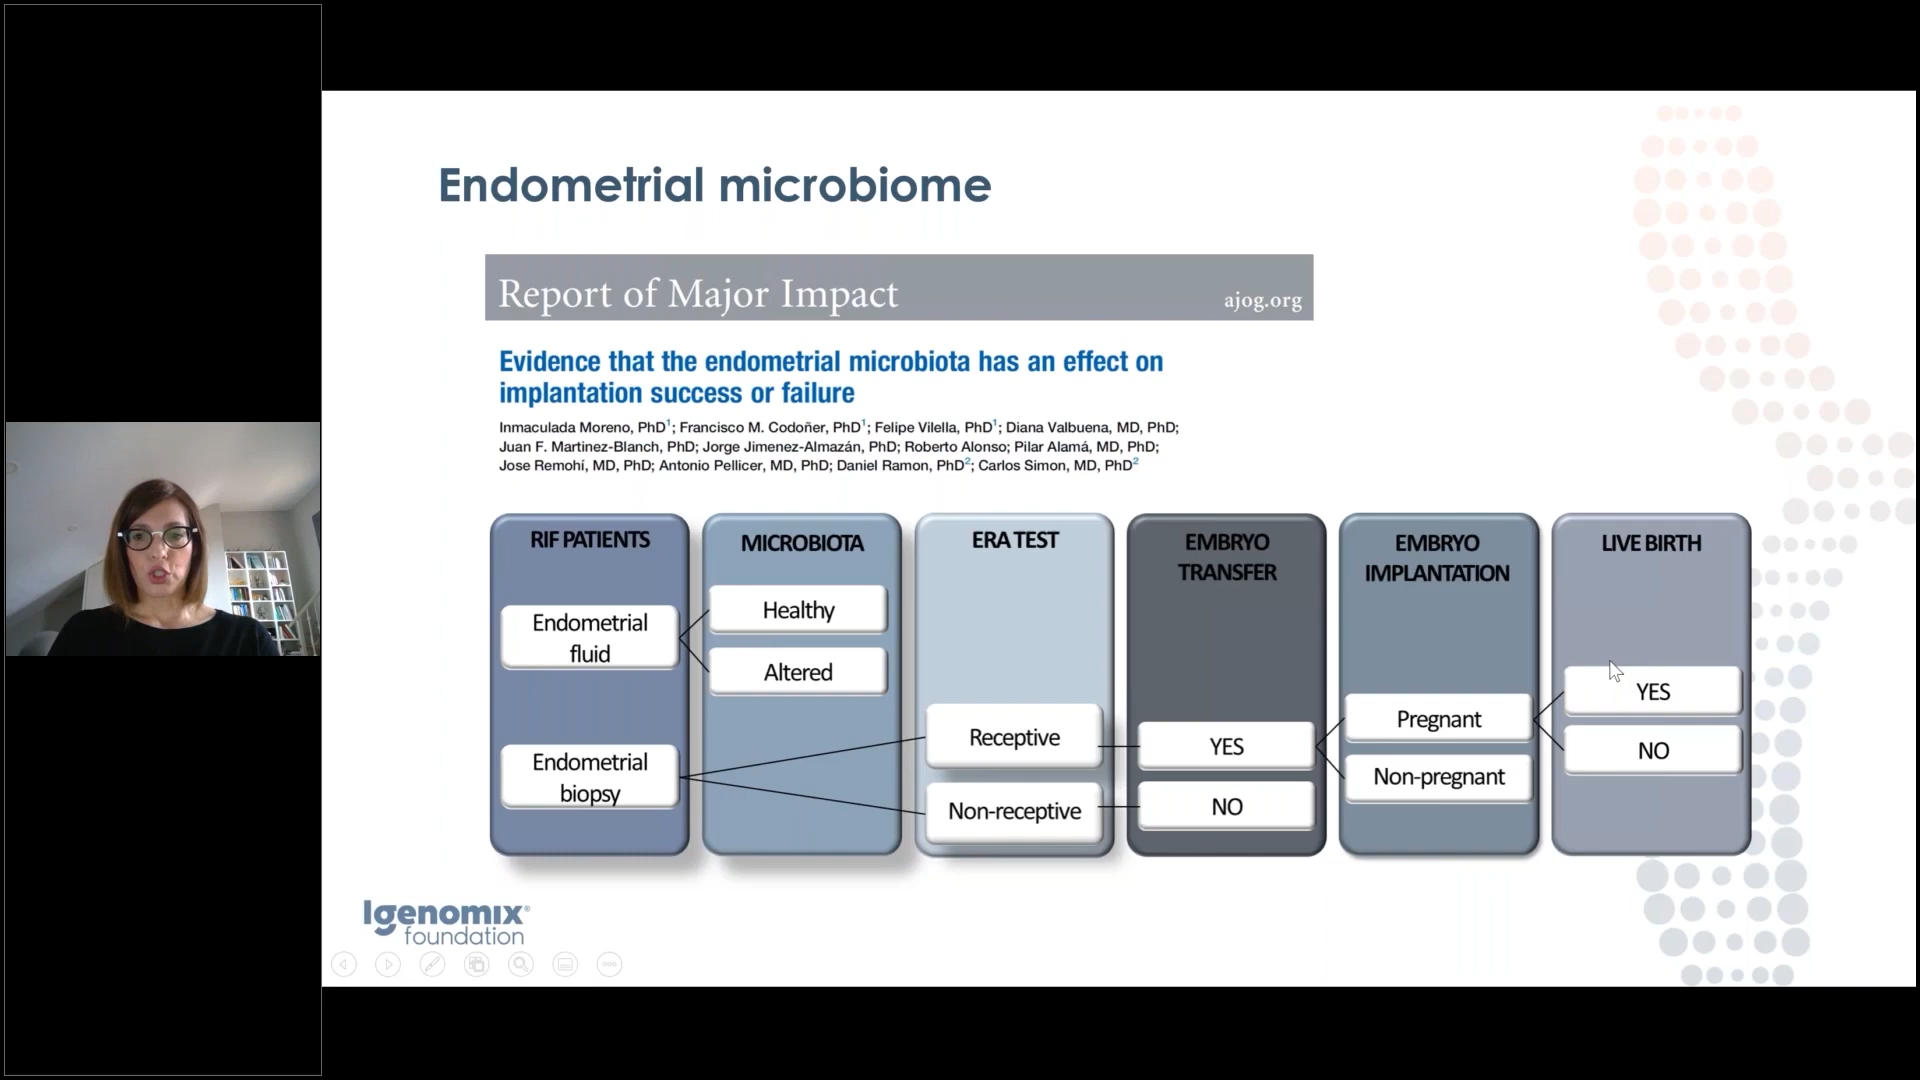 Endometrial microbiome
Report of Major Impact
ajog.org
Evidence that the endometrial microbiota has an effect on
implantation success or failure
Inmaculada Moreno, PhD1; Francisco M. Codoñer, PhD1; Felipe Vilella, PhD1; Diana Valbuena, MD, PhD;
Juan F. Martinez-Blanch, PhD; Jorge Jimenez-Almazán, PhD; Roberto Alonso; Pilar Alamá, MD, PhD;
Jose Remohí, MD, PhD; Antonio Pellicer, MD, PhD; Daniel Ramon, PhD2; Carlos Simon, MD, PhD2
RIF PATIENTS
Endometrial
fluid
Endometrial
biopsy
MICROBIOTA
Healthy
Altered
ERA TEST
Receptive
Non-receptive
EMBRYO
TRANSFER
YES
NO
EMBRYO
IMPLANTATION
Pregnant
Non-pregnant
LIVE BIRTH
YES
NO
Igenomix®
foundation